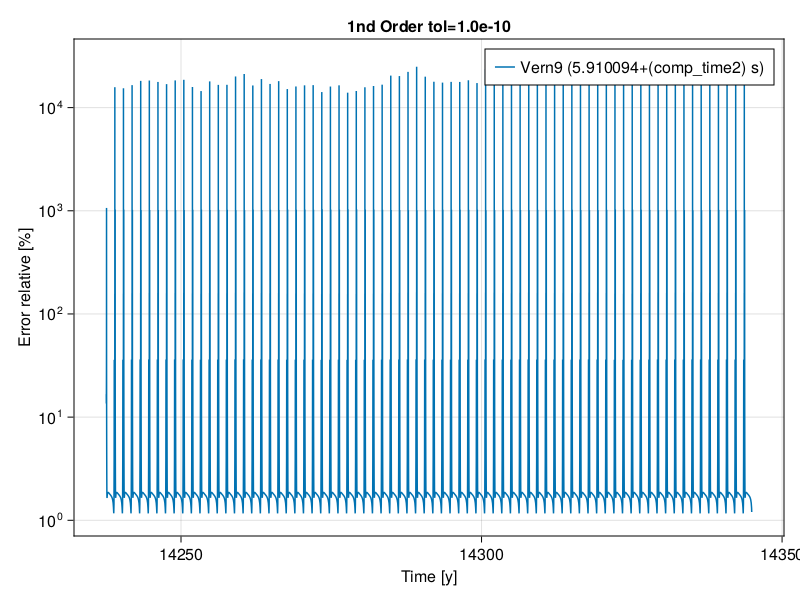 1nd Order tol=1.0e-10
Vern9 (5.910094+(comp_time2) s)
Error relative [%]
10⁴
10³
10²
10¹
10⁰
14250
14300
14350
Time [y]